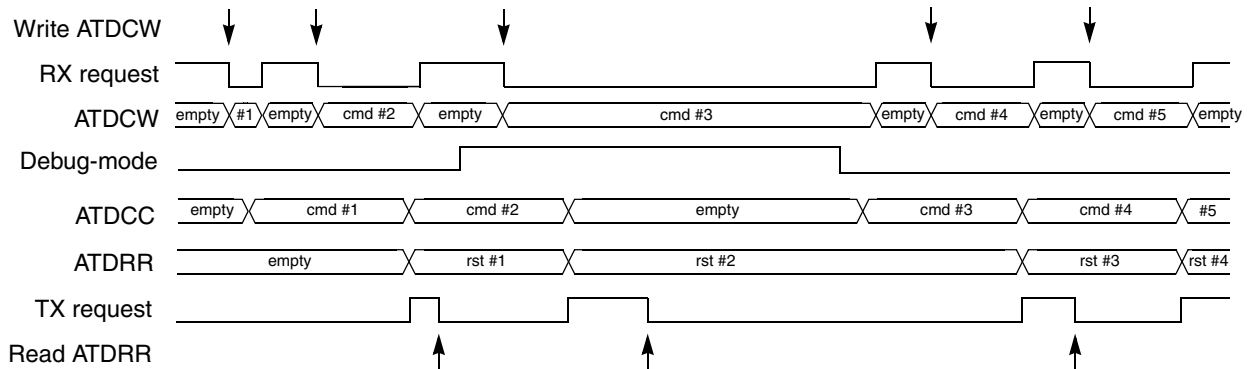 Write ATDCW
RX request
ATDCW empty #1 empty cmd #2 empty cmd #3 empty cmd #4 empty cmd #5 empty
Debug-mode
ATDCC empty cmd #1 cmd #2 empty cmd #3 cmd #4 #5
ATDRR empty rst #1 rst #2 rst #3 rst #4
TX request
Read ATDRR